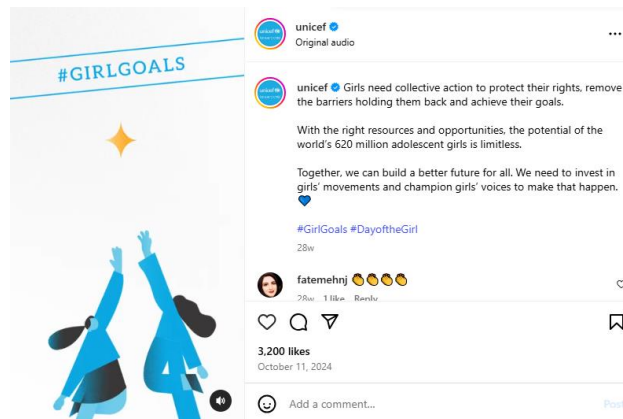 #GIRLGOALS
unicef
Original audio
unicef Girls need collective action to protect their rights, remove
the barriers holding them back and achieve their goals.
With the right resources and opportunities, the potential of the
world's 620 million adolescent girls is limitless.
Together, we can build a better future for all. We need to invest in
girls' movements and champion girls' voices to make that happen.
💙
#GirlGoals #DayoftheGirl
28w
fatemehnj 👏👏👏👏
28w 1 like Reply
3,200 likes
October 11, 2024
Add a comment...
Post